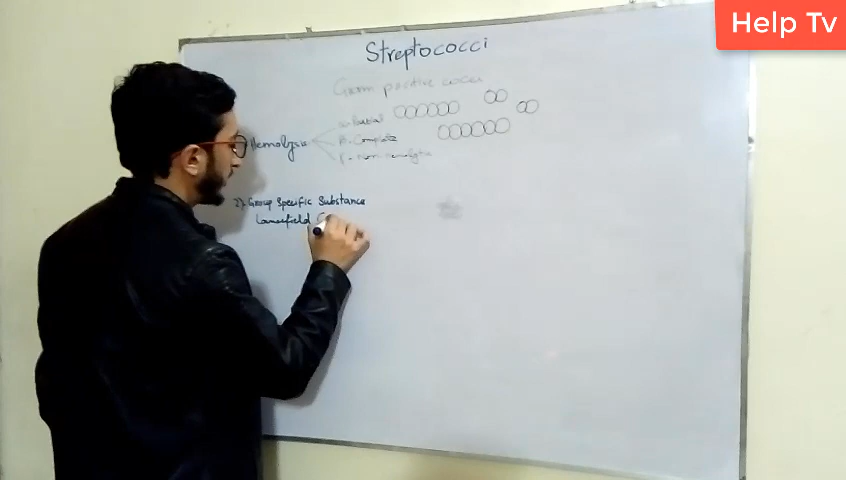 Help Tv
Streptococci
Gram positive cocci
Hemolysis
α-Partial
β-Complete
γ-Non-hemolytic
2)-Group Specific Substance
Lancefield C